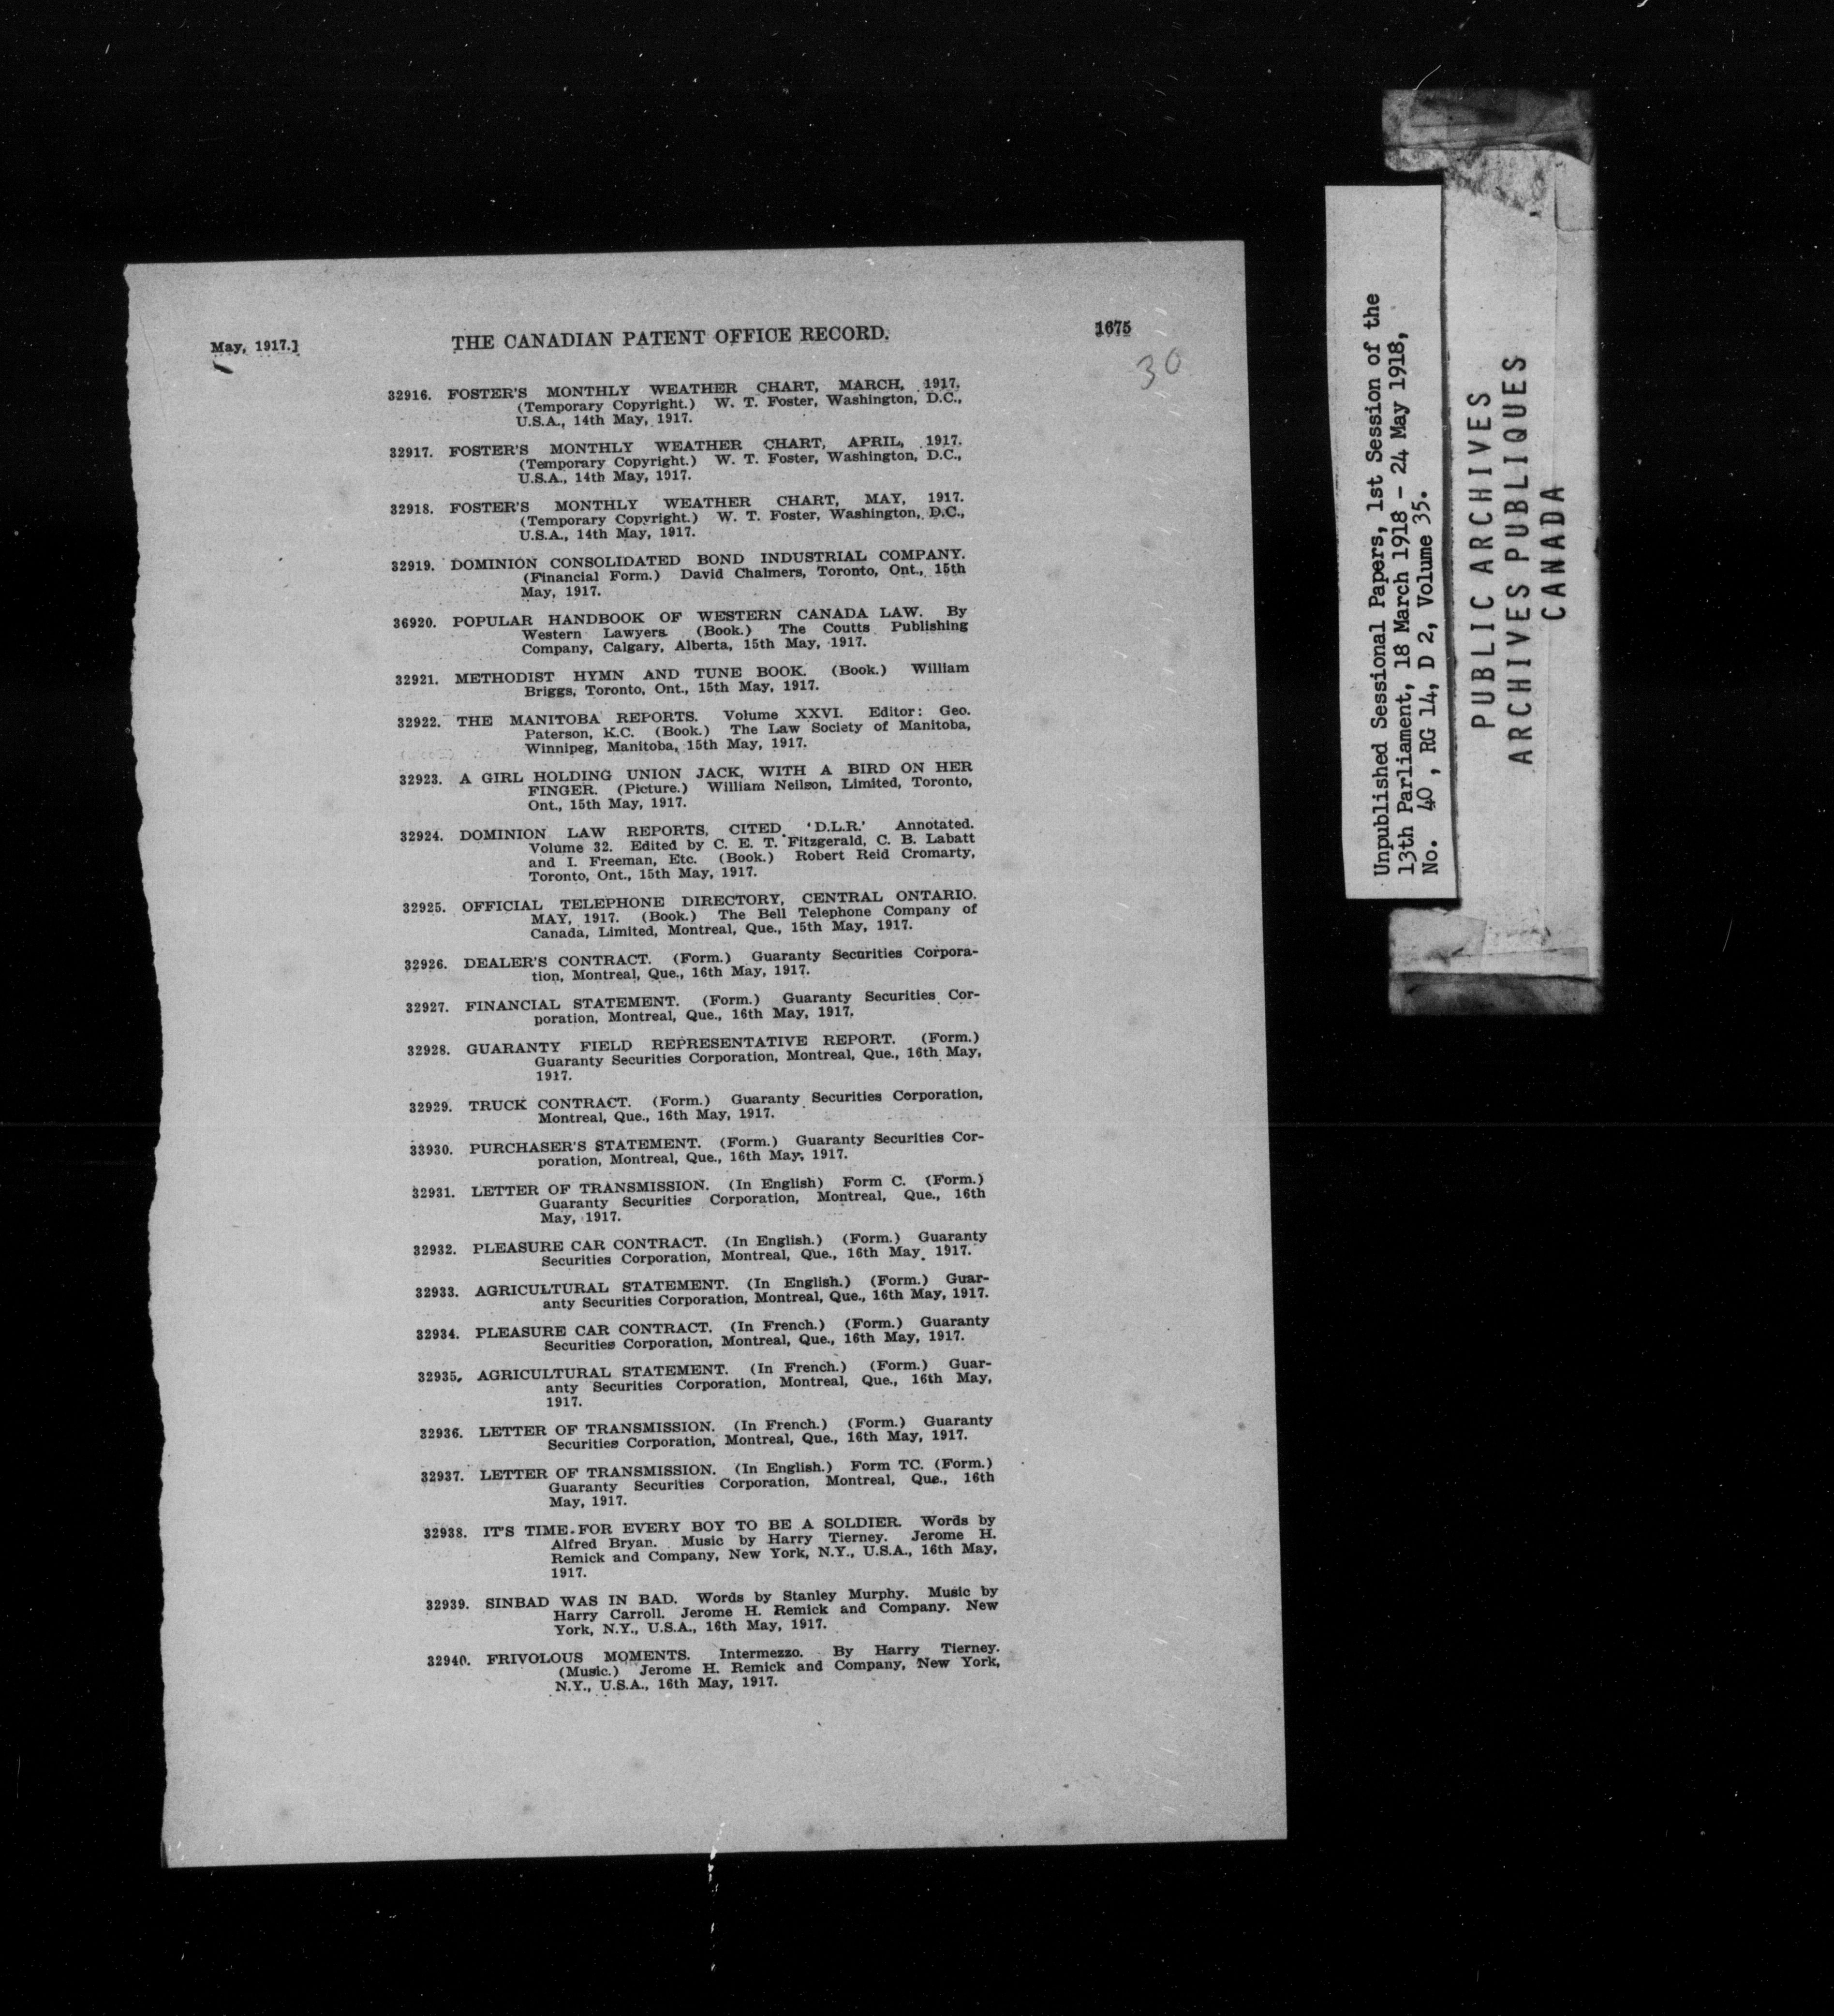 May, 1917.]
THE CANADIAN PATENT OFFICE RECORD.
1675
30
32916. FOSTER'S MONTHLY WEATHER CHART, MARCH, 1917.
(Temporary Copyright.) W. T. Foster, Washington, D.C.,
U.S.A., 14th May, 1917.
32917. FOSTER'S MONTHLY WEATHER CHART, APRIL, 1917.
(Temporary Copyright.) W. T. Foster, Washington, D.C.,
U.S.A., 14th May, 1917.
32918. FOSTER'S MONTHLY WEATHER CHART, MAY, 1917.
(Temporary Copyright.) W. T. Foster, Washington, D.C.,
U.S.A., 14th May, 1917.
32919. DOMINION CONSOLIDATED BOND INDUSTRIAL COMPANY.
(Financial Form.) David Chalmers, Toronto, Ont., 15th
May, 1917.
36920. POPULAR HANDBOOK OF WESTERN CANADA LAW. By
Western Lawyers. (Book.) The Coutts Publishing
Company, Calgary, Alberta, 15th May, 1917.
32921. METHODIST HYMN AND TUNE BOOK. (Book.) William
Briggs, Toronto, Ont., 15th May, 1917.
32922. THE MANITOBA REPORTS. Volume XXVI. Editor: Geo.
Paterson, K.C. (Book.) The Law Society of Manitoba,
Winnipeg, Manitoba, 15th May, 1917.
32923. A GIRL HOLDING UNION JACK, WITH A BIRD ON HER
FINGER. (Picture.) William Neilson, Limited, Toronto,
Ont., 15th May, 1917.
32924. DOMINION LAW REPORTS, CITED 'D.L.R.' Annotated.
Volume 32. Edited by C. E. T. Fitzgerald, C. B. Labatt
and I. Freeman, Etc. (Book.) Robert Reid Cromarty,
Toronto, Ont., 15th May, 1917.
32925. OFFICIAL TELEPHONE DIRECTORY, CENTRAL ONTARIO.
MAY, 1917. (Book.) The Bell Telephone Company of
Canada, Limited, Montreal, Que., 15th May, 1917.
32926. DEALER'S CONTRACT. (Form.) Guaranty Securities Corpora-
tion, Montreal, Que., 16th May, 1917.
32927. FINANCIAL STATEMENT. (Form.) Guaranty Securities Cor-
poration, Montreal, Que., 16th May, 1917.
32928. GUARANTY FIELD REPRESENTATIVE REPORT. (Form.)
Guaranty Securities Corporation, Montreal, Que., 16th May,
1917.
32929. TRUCK CONTRACT. (Form.) Guaranty Securities Corporation,
Montreal, Que., 16th May, 1917.
33930. PURCHASER'S STATEMENT. (Form.) Guaranty Securities Cor-
poration, Montreal, Que., 16th May, 1917.
32931. LETTER OF TRANSMISSION. (In English) Form C. (Form.)
Guaranty Securities Corporation, Montreal, Que., 16th
May, 1917.
32932. PLEASURE CAR CONTRACT. (In English.) (Form.) Guaranty
Securities Corporation, Montreal, Que., 16th May, 1917.
32933. AGRICULTURAL STATEMENT. (In English.) (Form.) Guar-
anty Securities Corporation, Montreal, Que., 16th May, 1917.
32934. PLEASURE CAR CONTRACT. (In French.) (Form.) Guaranty
Securities Corporation, Montreal, Que., 16th May, 1917.
32935. AGRICULTURAL STATEMENT. (In French.) (Form.) Guar-
anty Securities Corporation, Montreal, Que., 16th May,
1917.
32936. LETTER OF TRANSMISSION. (In French.) (Form.) Guaranty
Securities Corporation, Montreal, Que., 16th May, 1917.
32937. LETTER OF TRANSMISSION. (In English.) Form TC. (Form.)
Guaranty Securities Corporation, Montreal, Que., 16th
May, 1917.
32938. IT'S TIME FOR EVERY BOY TO BE A SOLDIER. Words by
Alfred Bryan. Music by Harry Tierney. Jerome H.
Remick and Company, New York, N.Y., U.S.A., 16th May,
1917.
32939. SINBAD WAS IN BAD. Words by Stanley Murphy. Music by
Harry Carroll. Jerome H. Remick and Company. New
York, N.Y., U.S.A., 16th May, 1917.
32940. FRIVOLOUS MOMENTS. Intermezzo. By Harry Tierney.
(Music.) Jerome H. Remick and Company, New York,
N.Y., U.S.A., 16th May, 1917.
Unpublished Sessional Papers, 1st Session of the
13th Parliament, 18 March 1918 - 24 May 1918,
No. 40, RG 14, D 2, Volume 35.
PUBLIC ARCHIVES
ARCHIVES PUBLIQUES
CANADA